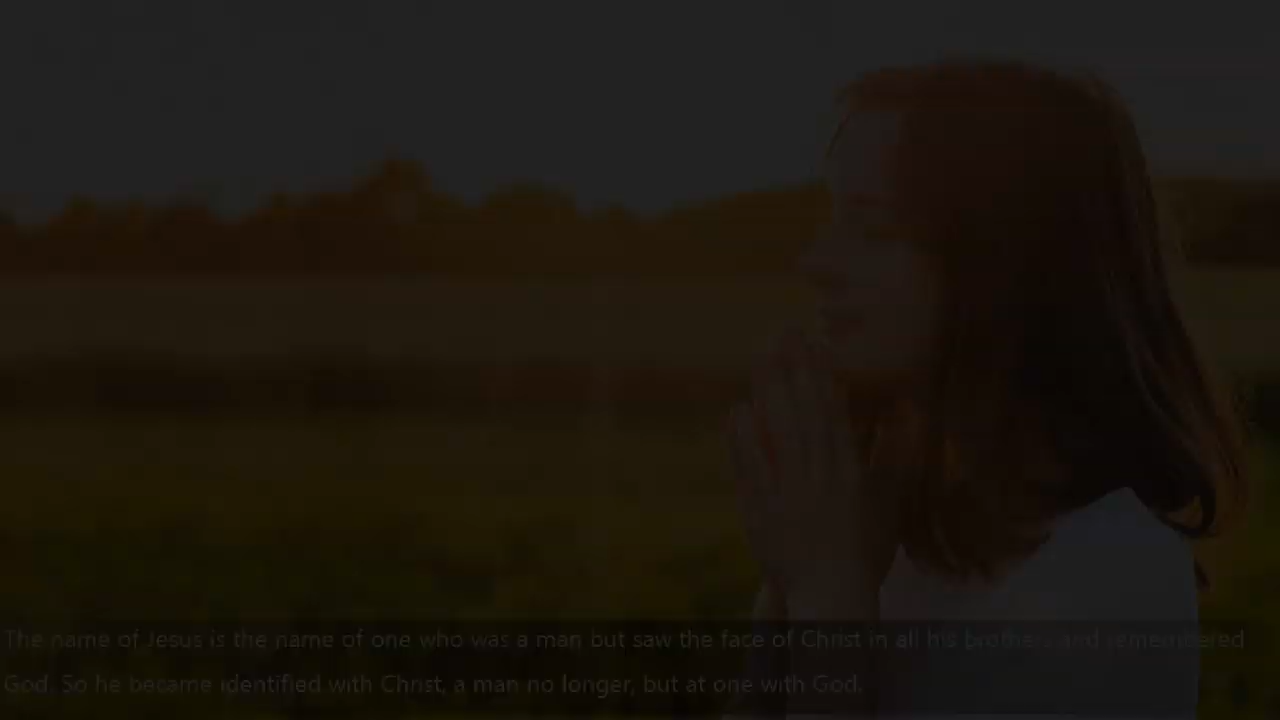 The name of Jesus is the name of one who was a man but saw the face of Christ in all his brothers and remembered
God. So he became identified with Christ, a man no longer, but at one with God.